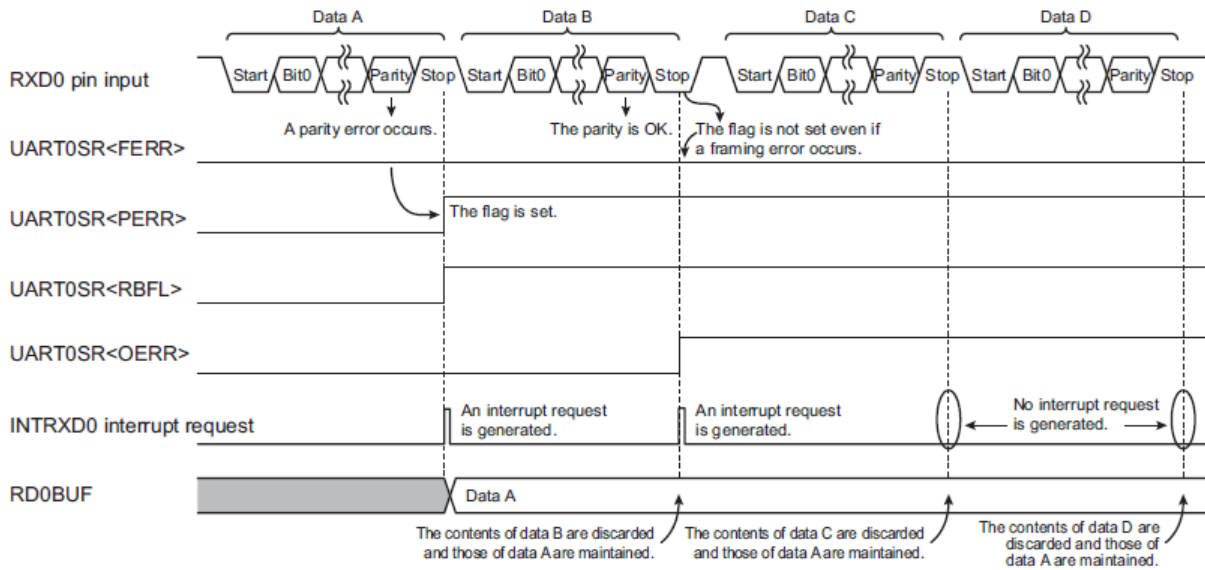 Data A
Data B
Data C
Data D
RXD0 pin input
Start Bit0 Parity Stop Start Bit0 Parity Stop Start Bit0 Parity Stop Start Bit0 Parity Stop
A parity error occurs.
The parity is OK.
The flag is not set even if
a framing error occurs.
UART0SR<FERR>
UART0SR<PERR>
The flag is set.
UART0SR<RBFL>
UART0SR<OERR>
INTRXD0 interrupt request
An interrupt request
is generated.
An interrupt request
is generated.
No interrupt request
is generated.
RD0BUF
Data A
The contents of data B are discarded
and those of data A are maintained.
The contents of data C are discarded
and those of data A are maintained.
The contents of data D are
discarded and those of
data A are maintained.